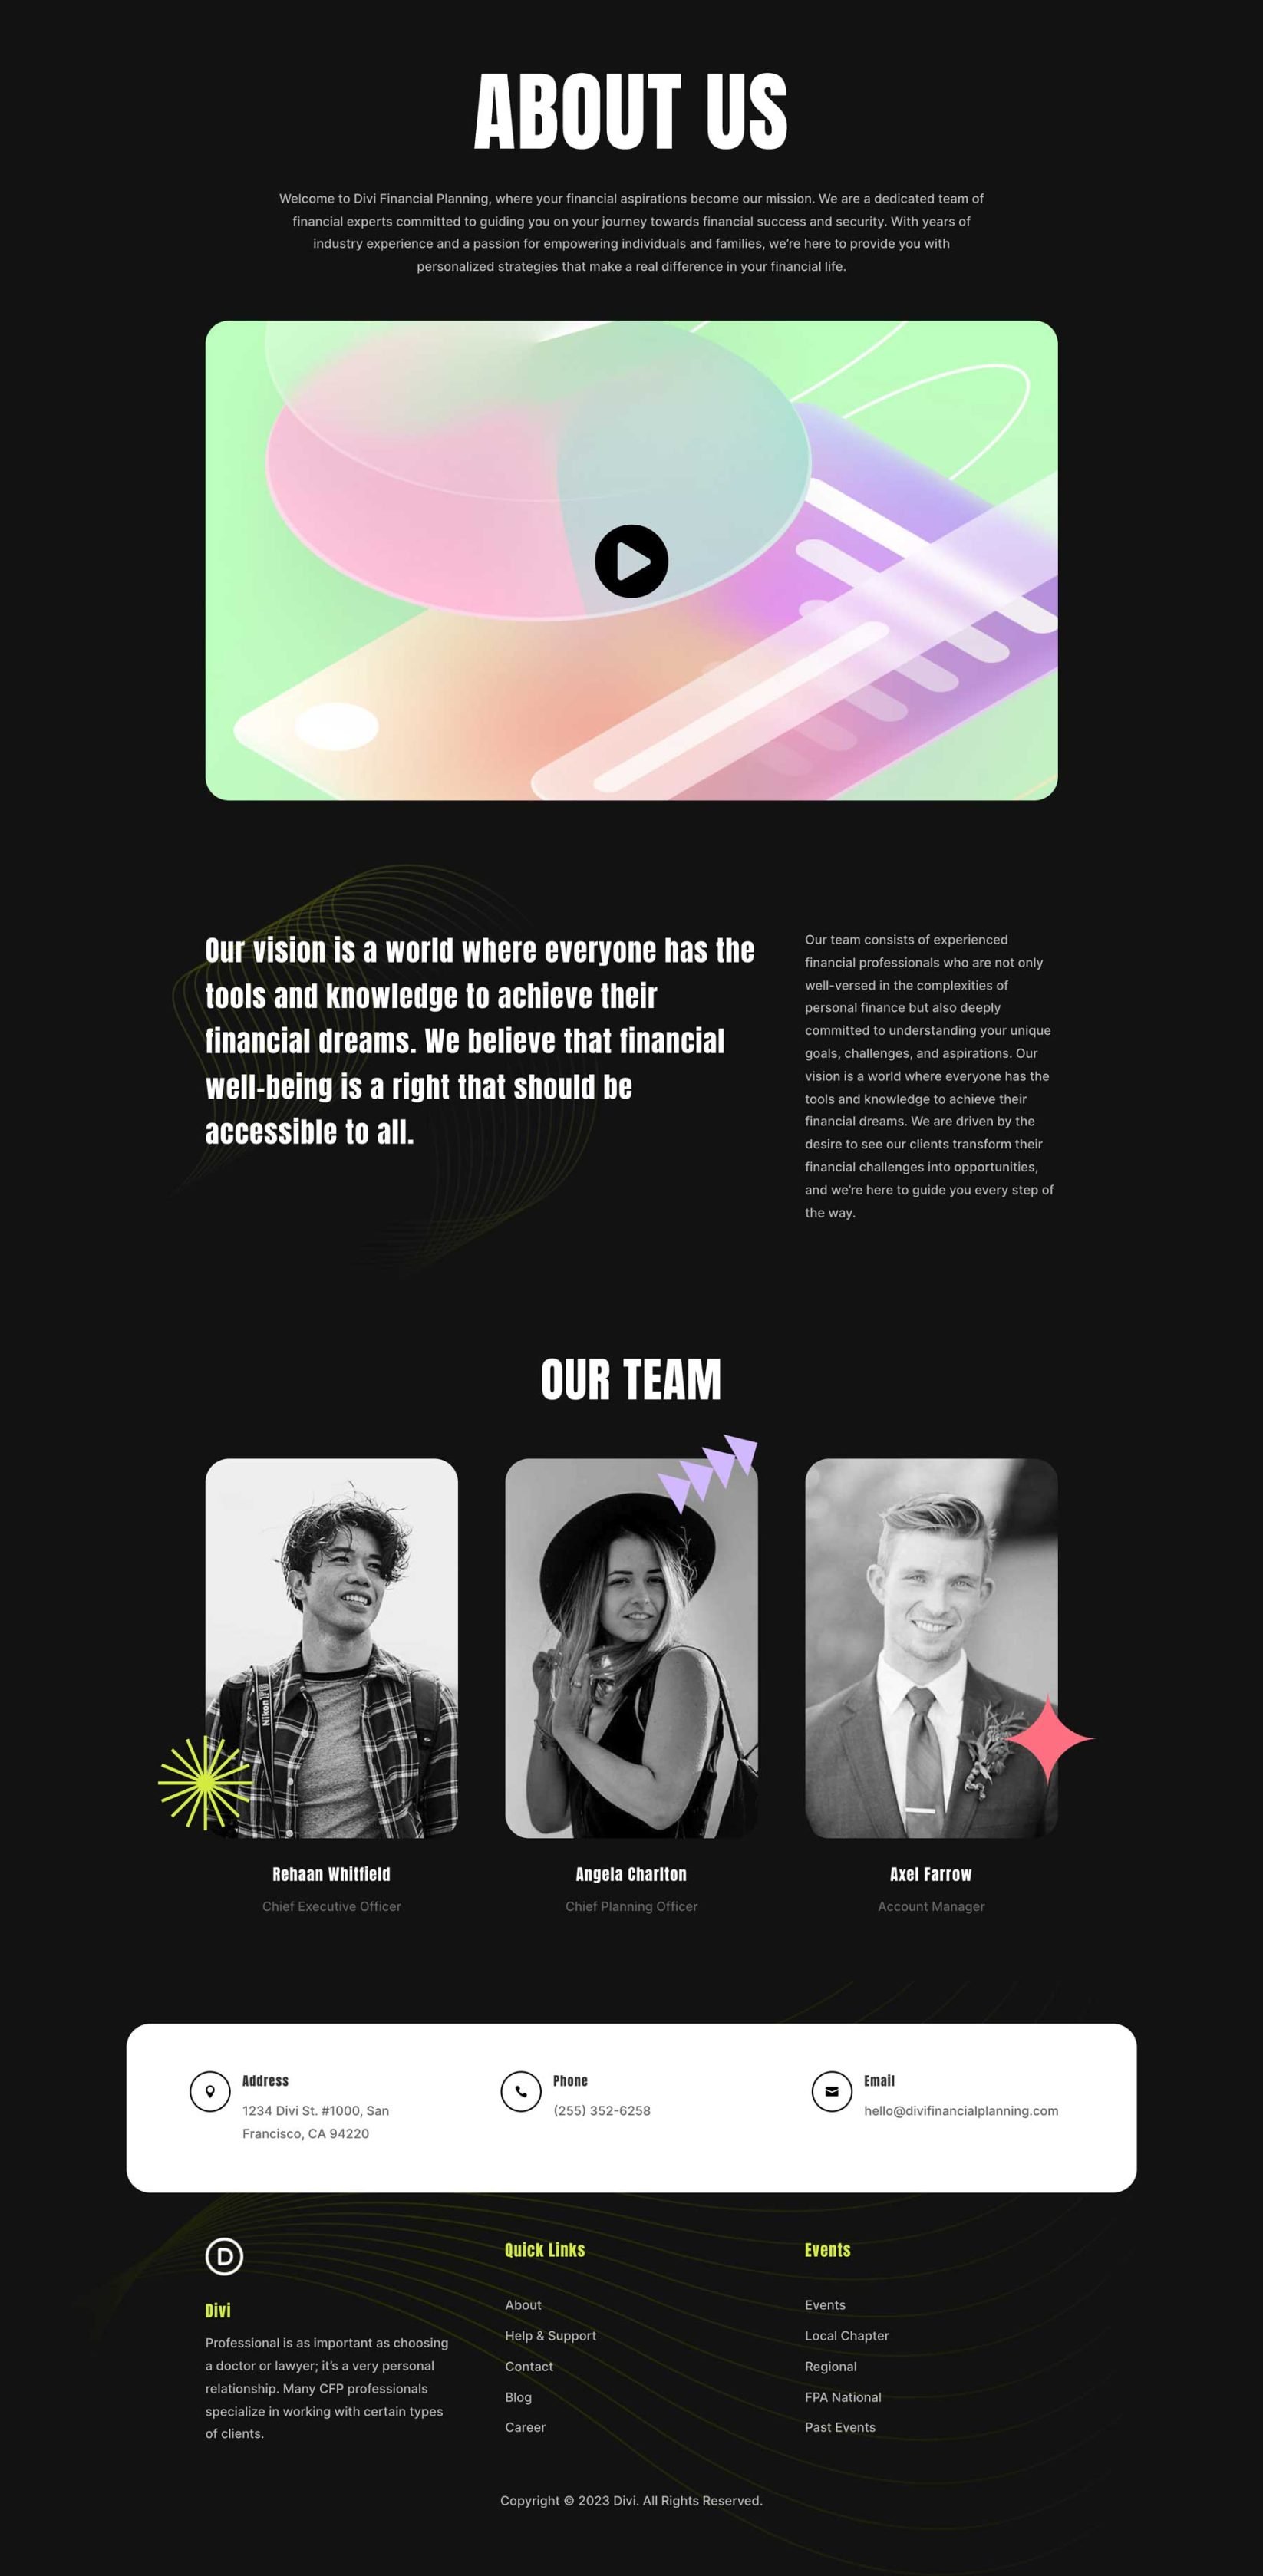 ABOUT US
Welcome to Divi Financial Planning, where your financial aspirations become our mission. We are a dedicated team of
financial experts committed to guiding you on your journey towards financial success and security. With years of
industry experience and a passion for empowering individuals and families, we’re here to provide you with
personalized strategies that make a real difference in your financial life.
Our vision is a world where everyone has the
tools and knowledge to achieve their
financial dreams. We believe that financial
well-being is a right that should be
accessible to all.
Our team consists of experienced
financial professionals who are not only
well-versed in the complexities of
personal finance but also deeply
committed to understanding your unique
goals, challenges, and aspirations. Our
vision is a world where everyone has the
tools and knowledge to achieve their
financial dreams. We are driven by the
desire to see our clients transform their
financial challenges into opportunities,
and we’re here to guide you every step of
the way.
OUR TEAM
Nikon
Rehaan Whitfield
Chief Executive Officer
Angela Charlton
Chief Planning Officer
Axel Farrow
Account Manager
Address
1234 Divi St. #1000, San
Francisco, CA 94220
Phone
(255) 352-6258
Email
hello@divifinancialplanning.com
D
Divi
Professional is as important as choosing
a doctor or lawyer; it’s a very personal
relationship. Many CFP professionals
specialize in working with certain types
of clients.
Quick Links
About
Help & Support
Contact
Blog
Career
Events
Events
Local Chapter
Regional
FPA National
Past Events
Copyright © 2023 Divi. All Rights Reserved.